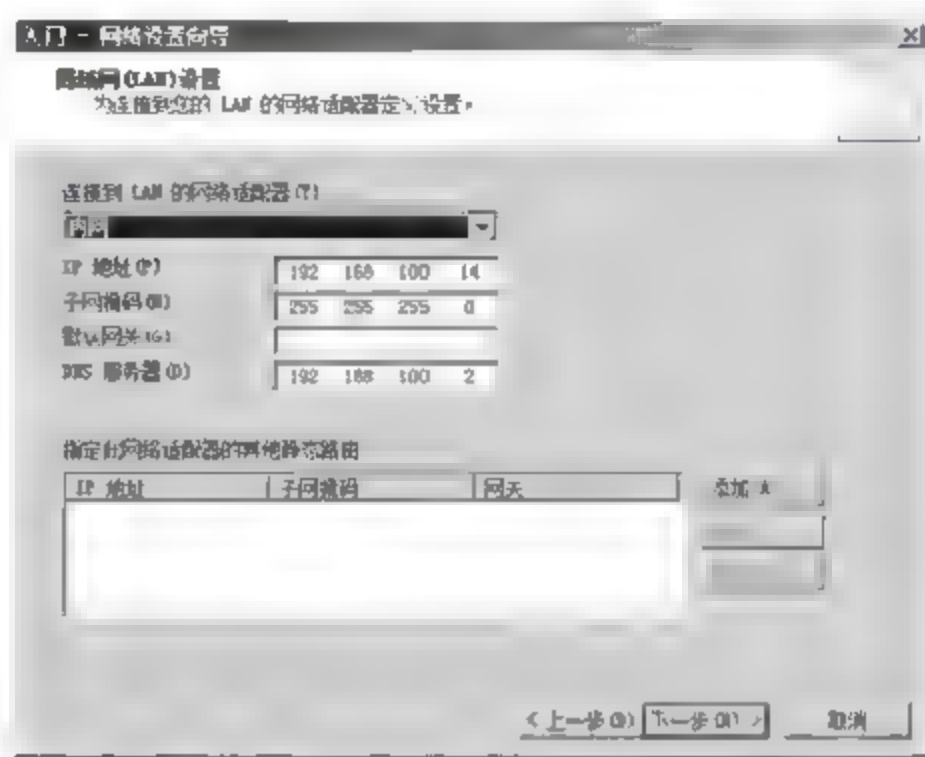 入门 - 网络设置向导
局域网(LAN)设置
为连接到您的 LAN 的网络适配器定义设置。
连接到 LAN 的网络适配器(T)
内网
IP 地址(P) 192 168 100 14
子网掩码(N) 255 255 255 0
默认网关(G)
DNS 服务器(D) 192 168 100 2
指定此网络适配器的其他静态路由
IP 地址 子网掩码 网关 添加 A
< 上一步(B) 下一步(N) > 取消